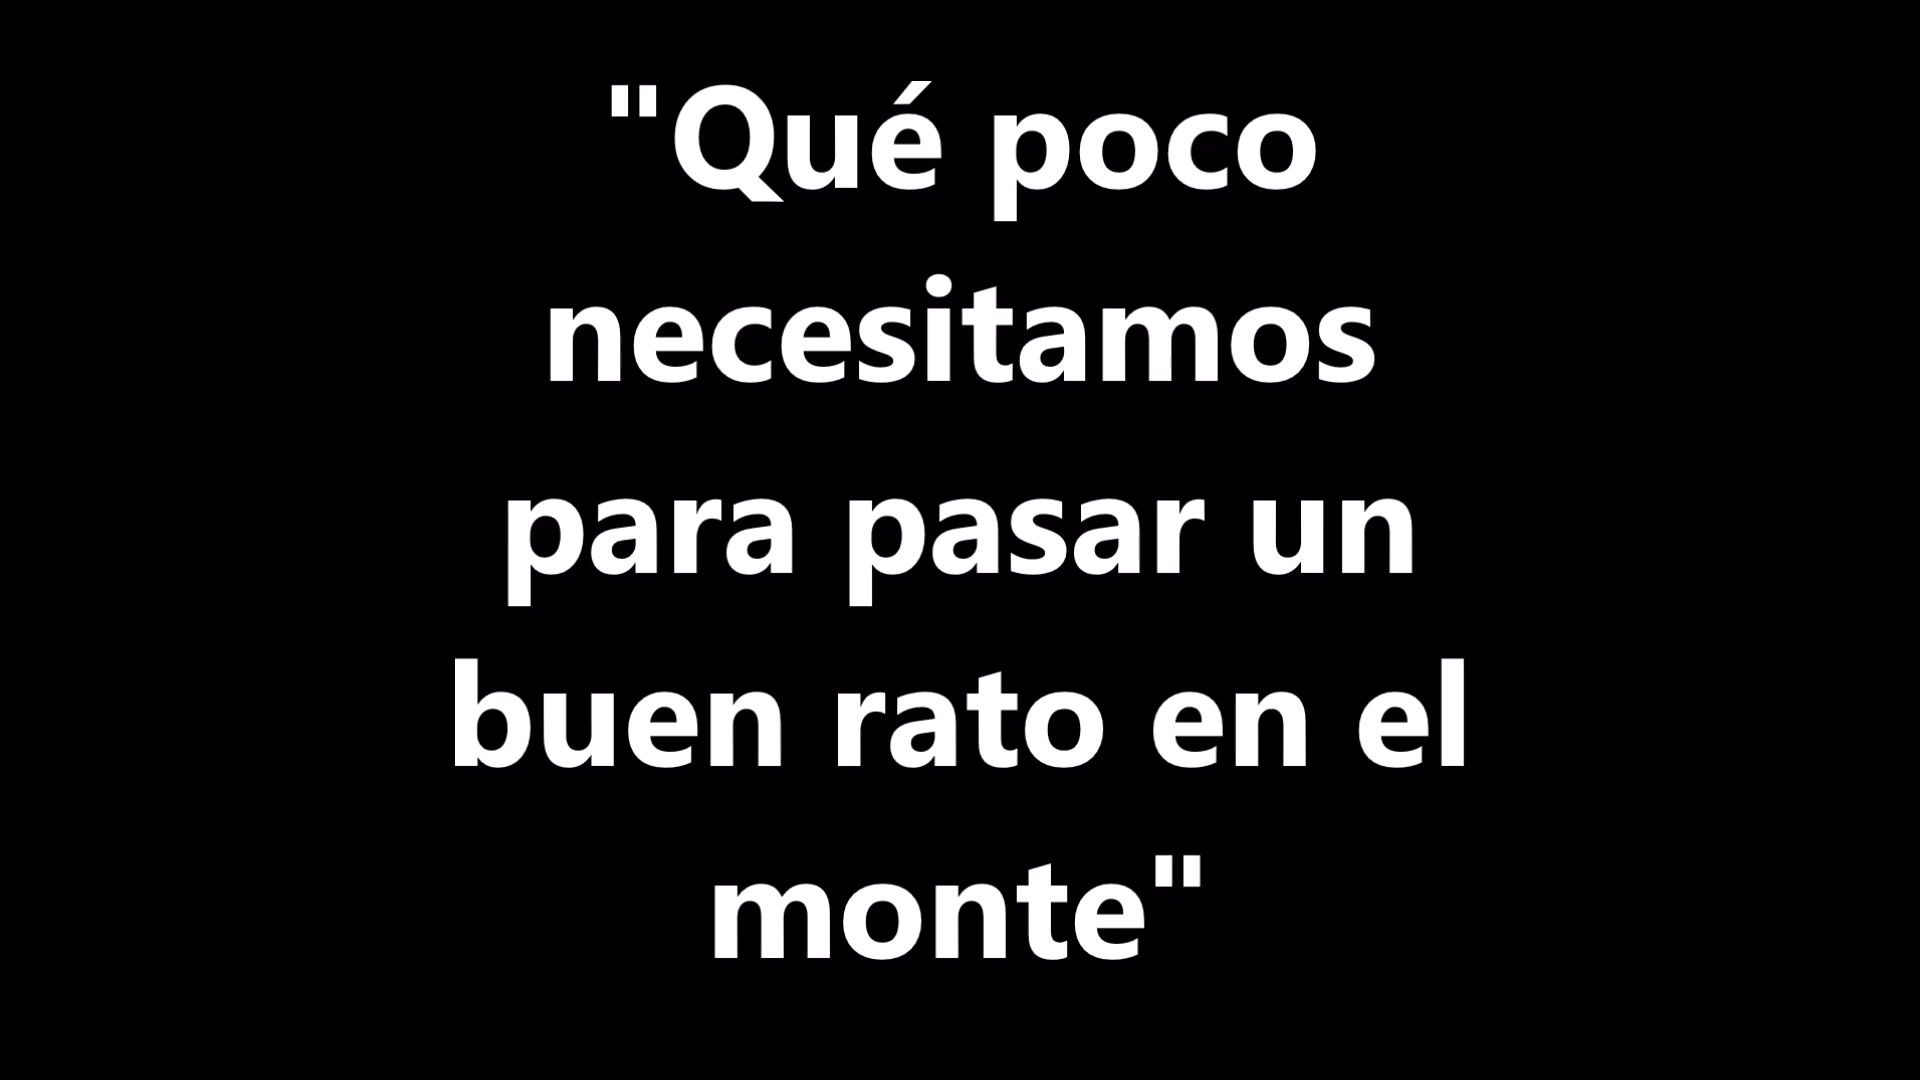 "Qué poco
necesitamos
para pasar un
buen rato en el
monte"